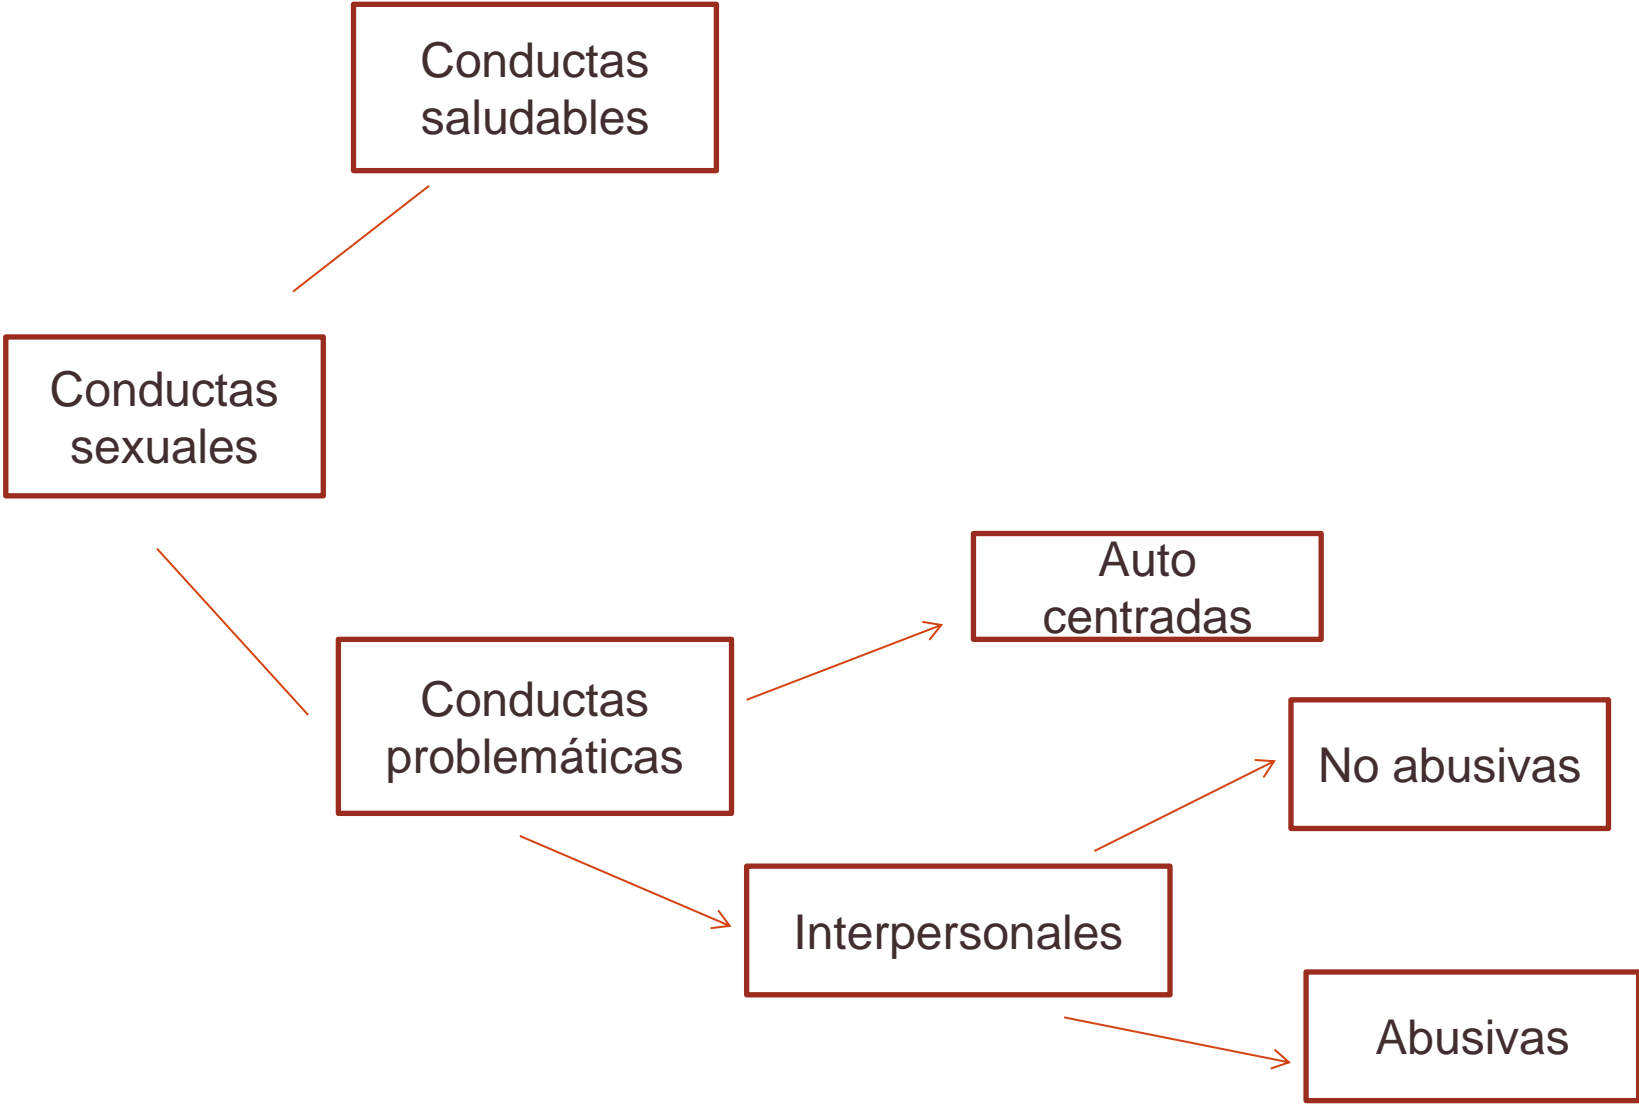 Conductas
saludables
Conductas
sexuales
Auto
centradas
Conductas
problemáticas
No abusivas
Interpersonales
Abusivas